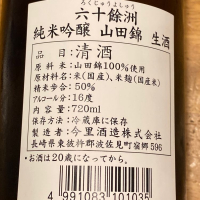 ろくじゅうよしゅう
六十餘洲
純米吟醸 山田錦 生酒
品目：清酒
原料米：山田錦100%使用
原材料：米(国産)、米麹(国産米)
精米歩合：50%
アルコール分：16度
内容量：720ml
保存方法：冷蔵庫に保存
製造者：今里酒造株式会社
長崎県東彼杵郡波佐見町宿郷596
・お酒は20歳になってから。
4 991083 101035